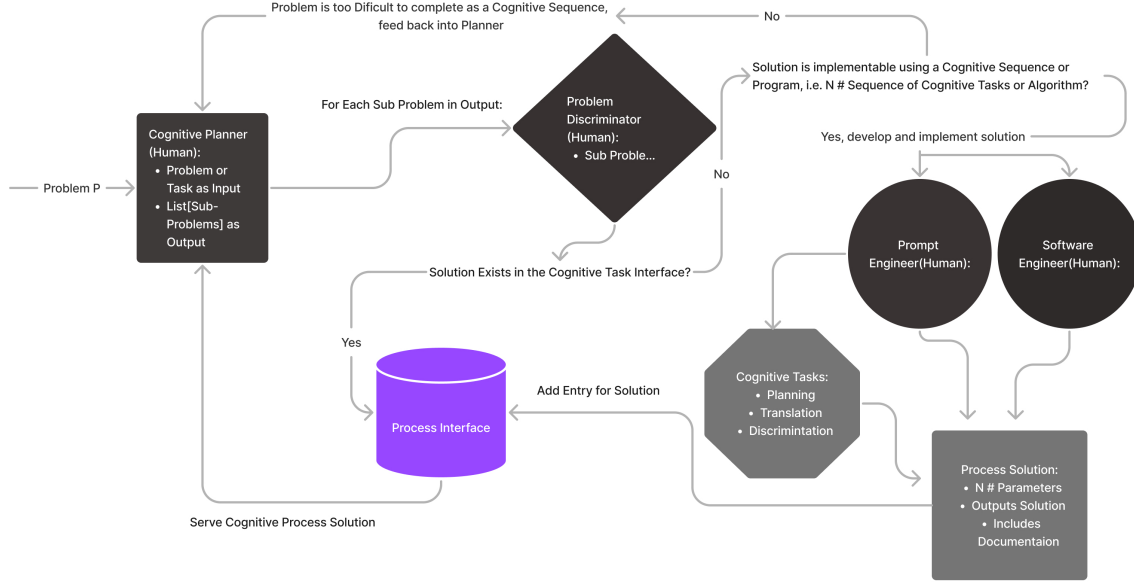 Problem is too Dificult to complete as a Cognitive Sequence,
feed back into Planner
No
Solution is implementable using a Cognitive Sequence or
Program, i.e. N # Sequence of Cognitive Tasks or Algorithm?
For Each Sub Problem in Output:
Problem
Discriminator
(Human):
• Sub Proble...
Cognitive Planner
(Human):
• Problem or
Task as Input
• List[Sub-
Problems] as
Output
Problem P
Yes, develop and implement solution
No
Prompt
Engineer(Human):
Software
Engineer(Human):
Solution Exists in the Cognitive Task Interface?
Yes
Process Interface
Add Entry for Solution
Cognitive Tasks:
• Planning
• Translation
• Discrimintation
Process Solution:
• N # Parameters
• Outputs Solution
• Includes
Documentaion
Serve Cognitive Process Solution